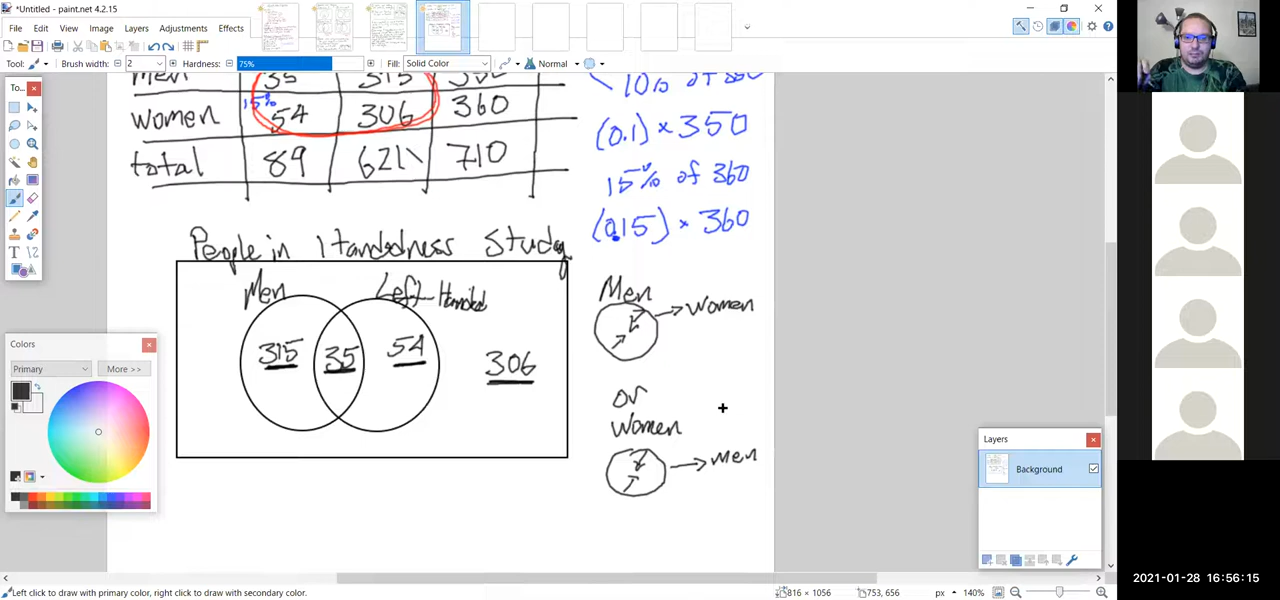 *Untitled - paint.net 4.2.15
File Edit View Image Layers Adjustments Effects
Tool: Brush width: 2 Hardness: 75% Fill: Solid Color Normal
To...
men 35 315
15%
women 54 306 360
total 89 621 710
10% of
(0.1) × 350
15% of 360
(0.15) × 360
People in Handedness Study
Men Left-Handed
315 35 54 306
Men
→ women
or
women
→ men
Colors
Primary More >>
Layers
Background
2021-01-28 16:56:15
Left click to draw with primary color, right click to draw with secondary color.
816 x 1056 753, 656 px 140%